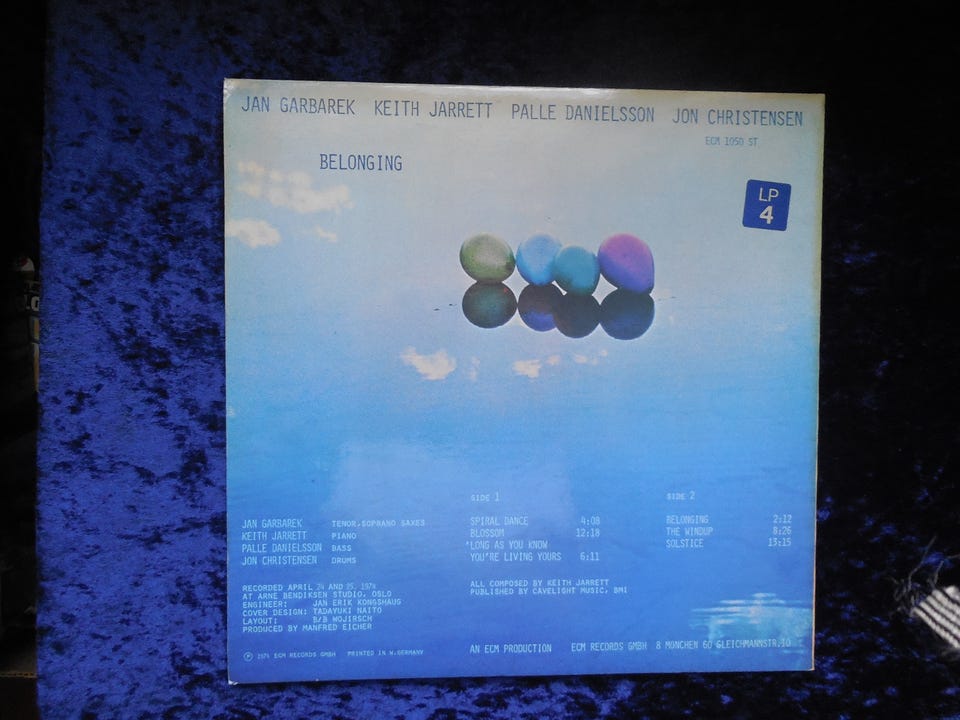 JAN GARBAREK KEITH JARRETT PALLE DANIELSSON JON CHRISTENSEN
ECM 1050 ST
BELONGING
LP
4
SIDE 1
SPIRAL DANCE 4:08
BLOSSOM 12:18
'LONG AS YOU KNOW
YOU'RE LIVING YOURS 6:11
SIDE 2
BELONGING 2:12
THE WINDUP 8:26
SOLSTICE 13:15
JAN GARBAREK TENOR, SOPRANO SAXES
KEITH JARRETT PIANO
PALLE DANIELSSON BASS
JON CHRISTENSEN DRUMS
RECORDED APRIL 24 AND 25, 1974
AT ARNE BENDIKSEN STUDIO, OSLO
ENGINEER: JAN ERIK KONGSHAUG
COVER DESIGN: TADAYUKI NAITO
LAYOUT: B/B WOJIRSCH
PRODUCED BY MANFRED EICHER
ALL COMPOSED BY KEITH JARRETT
PUBLISHED BY CAVELIGHT MUSIC, BMI
℗ 1974 ECM RECORDS GMBH PRINTED IN W.GERMANY
AN ECM PRODUCTION ECM RECORDS GMBH 8 MÜNCHEN 60 GLEICHMANNSTR.10